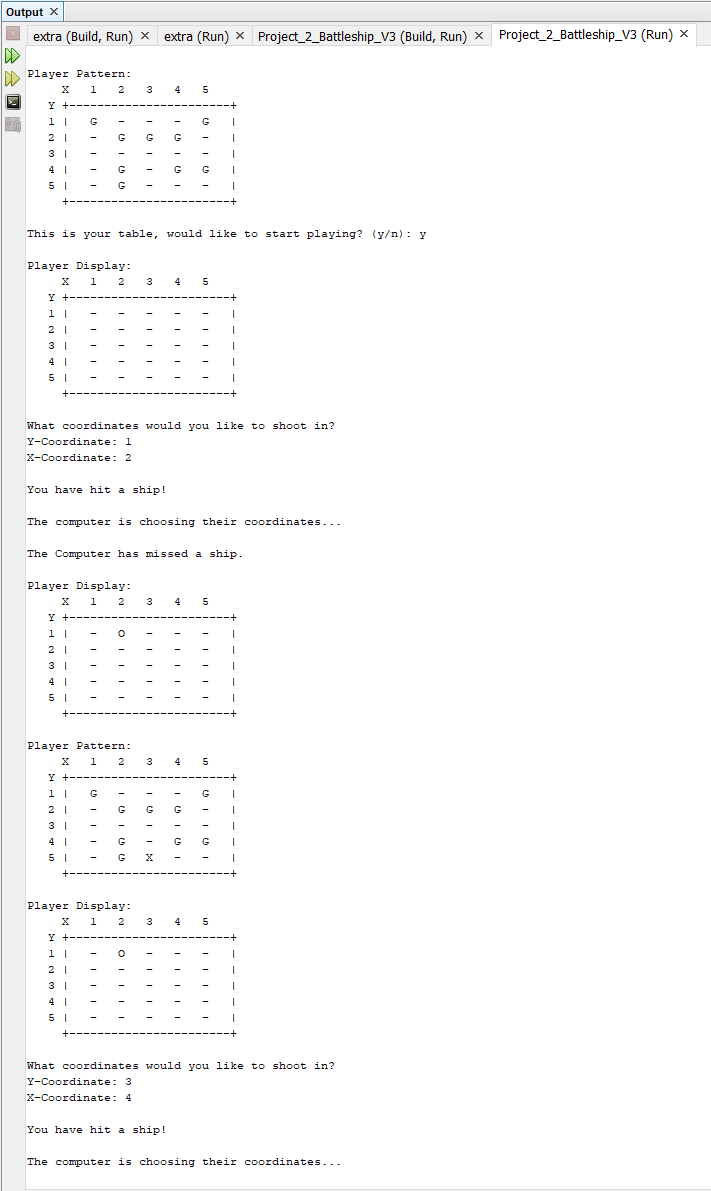 Output ×
extra (Build, Run) × extra (Run) × Project_2_Battleship_V3 (Build, Run) × Project_2_Battleship_V3 (Run) ×
Player Pattern:
X 1 2 3 4 5
Y +-----------------------+
1 | G - - - G |
2 | - G G G - |
3 | - - - - - |
4 | - G - G G |
5 | - G - - - |
+-----------------------+
This is your table, would like to start playing? (y/n): y
Player Display:
X 1 2 3 4 5
Y +-----------------------+
1 | - - - - - |
2 | - - - - - |
3 | - - - - - |
4 | - - - - - |
5 | - - - - - |
+-----------------------+
What coordinates would you like to shoot in?
Y-Coordinate: 1
X-Coordinate: 2
You have hit a ship!
The computer is choosing their coordinates...
The Computer has missed a ship.
Player Display:
X 1 2 3 4 5
Y +-----------------------+
1 | - O - - - |
2 | - - - - - |
3 | - - - - - |
4 | - - - - - |
5 | - - - - - |
+-----------------------+
Player Pattern:
X 1 2 3 4 5
Y +-----------------------+
1 | G - - - G |
2 | - G G G - |
3 | - - - - - |
4 | - G - G G |
5 | - G X - - |
+-----------------------+
Player Display:
X 1 2 3 4 5
Y +-----------------------+
1 | - O - - - |
2 | - - - - - |
3 | - - - - - |
4 | - - - - - |
5 | - - - - - |
+-----------------------+
What coordinates would you like to shoot in?
Y-Coordinate: 3
X-Coordinate: 4
You have hit a ship!
The computer is choosing their coordinates...